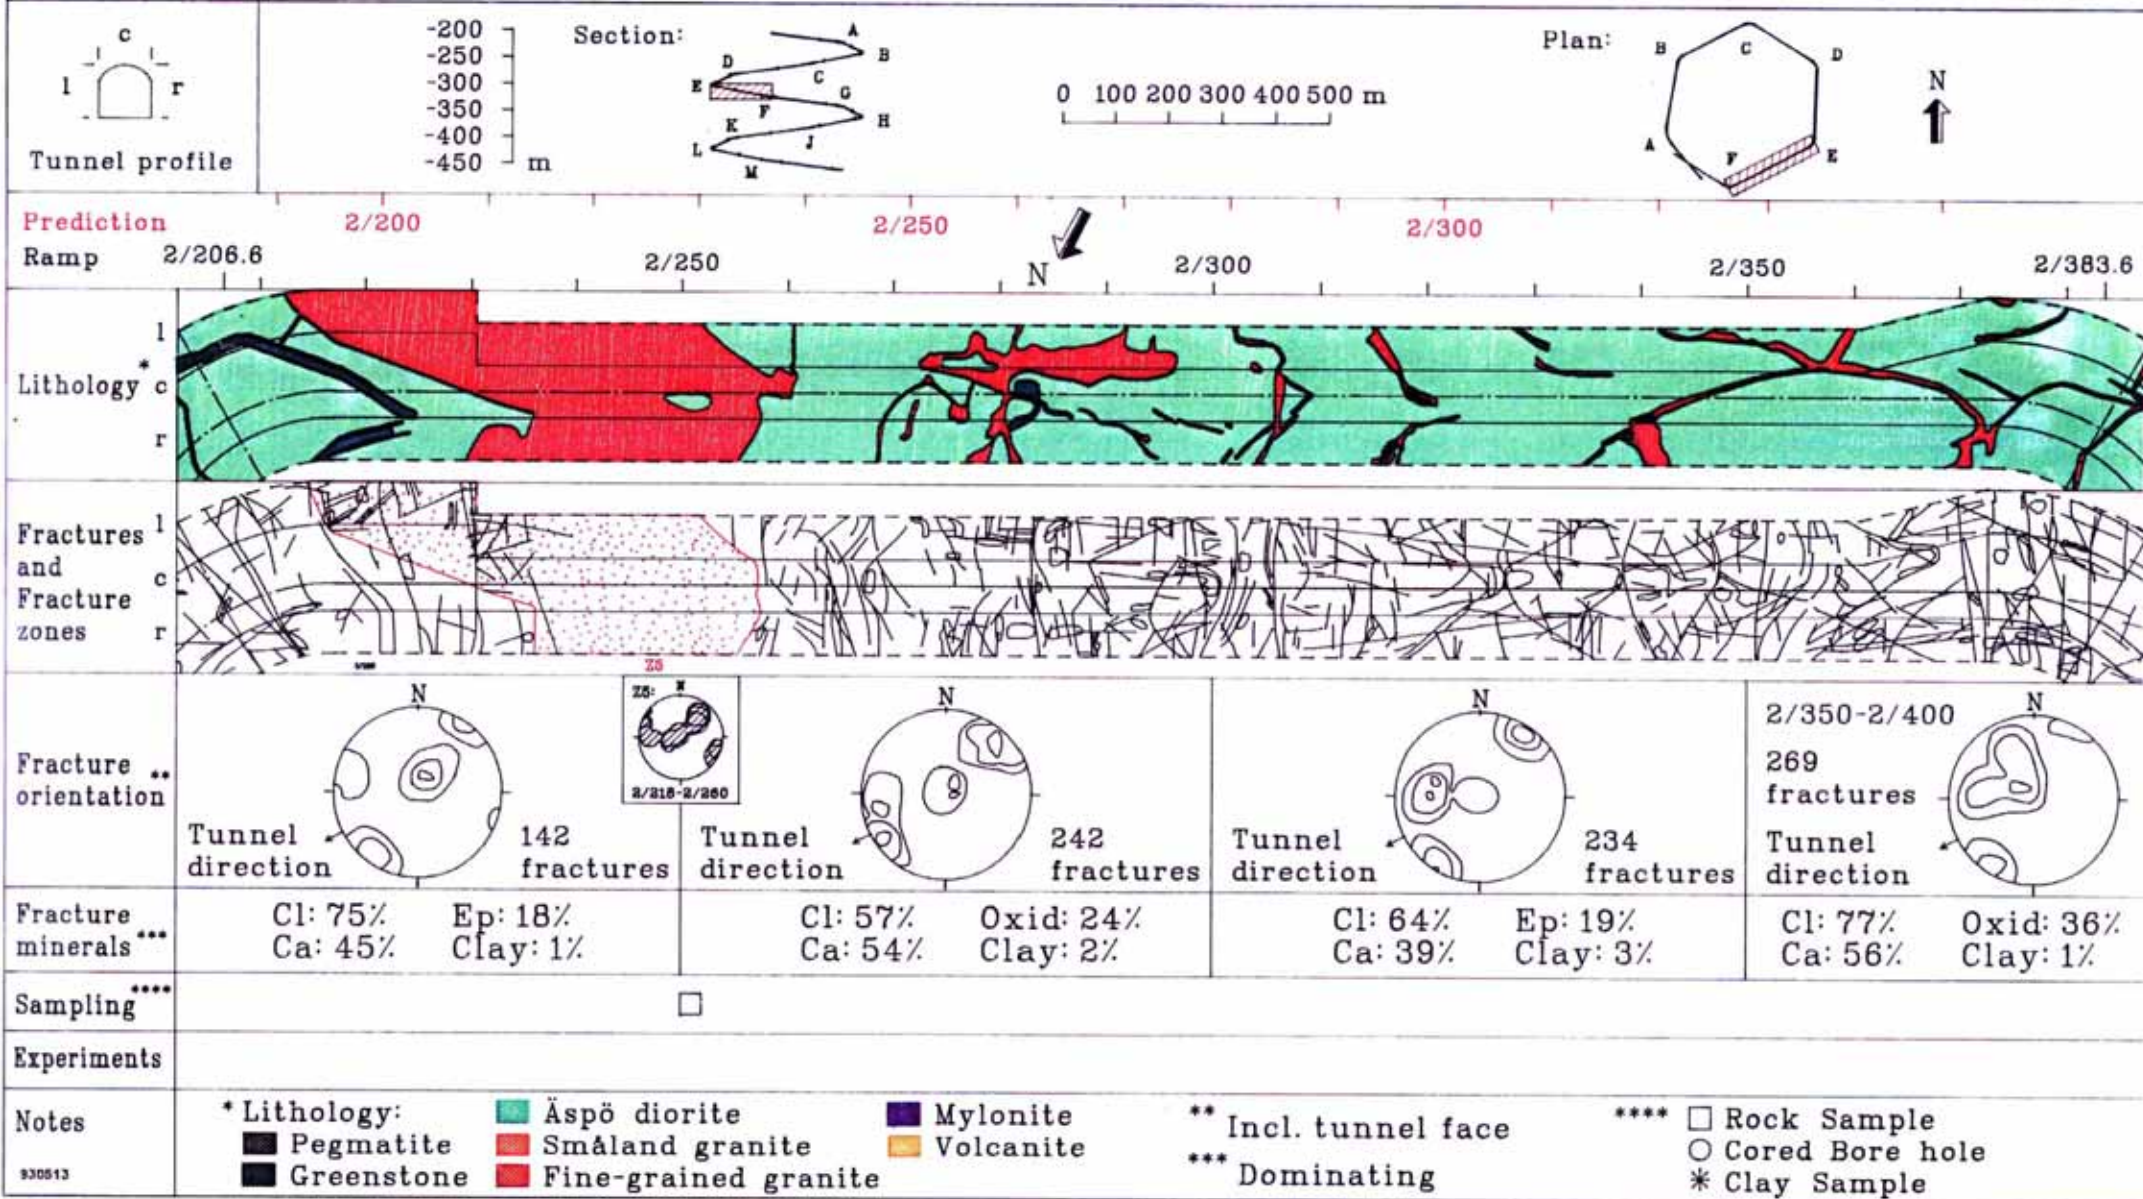 c
l r
Tunnel profile
-200
-250
-300
-350
-400
-450 m
Section:
A
B
C
D
E
F
G
H
J
K
L
M
0 100 200 300 400 500 m
Plan:
B C D
A F E
N
Prediction 2/200 2/250 2/300
Ramp 2/206.6 2/250 N 2/300 2/350 2/383.6
Lithology*
l
c
r
Fractures
and
Fracture
zones
l
c
r
Z5
Fracture
orientation **
N
Tunnel
direction
142
fractures
Z5: N
2/218-2/260
N
Tunnel
direction
242
fractures
N
Tunnel
direction
234
fractures
2/350-2/400
269
fractures
N
Tunnel
direction
Fracture
minerals ***
Cl: 75% Ep: 18%
Ca: 45% Clay: 1%
Cl: 57% Oxid: 24%
Ca: 54% Clay: 2%
Cl: 64% Ep: 19%
Ca: 39% Clay: 3%
Cl: 77% Oxid: 36%
Ca: 56% Clay: 1%
Sampling ****
Experiments
Notes
930513
* Lithology:
Pegmatite
Greenstone
Äspö diorite
Småland granite
Fine-grained granite
Mylonite
Volcanite
** Incl. tunnel face
*** Dominating
**** Rock Sample
Cored Bore hole
Clay Sample